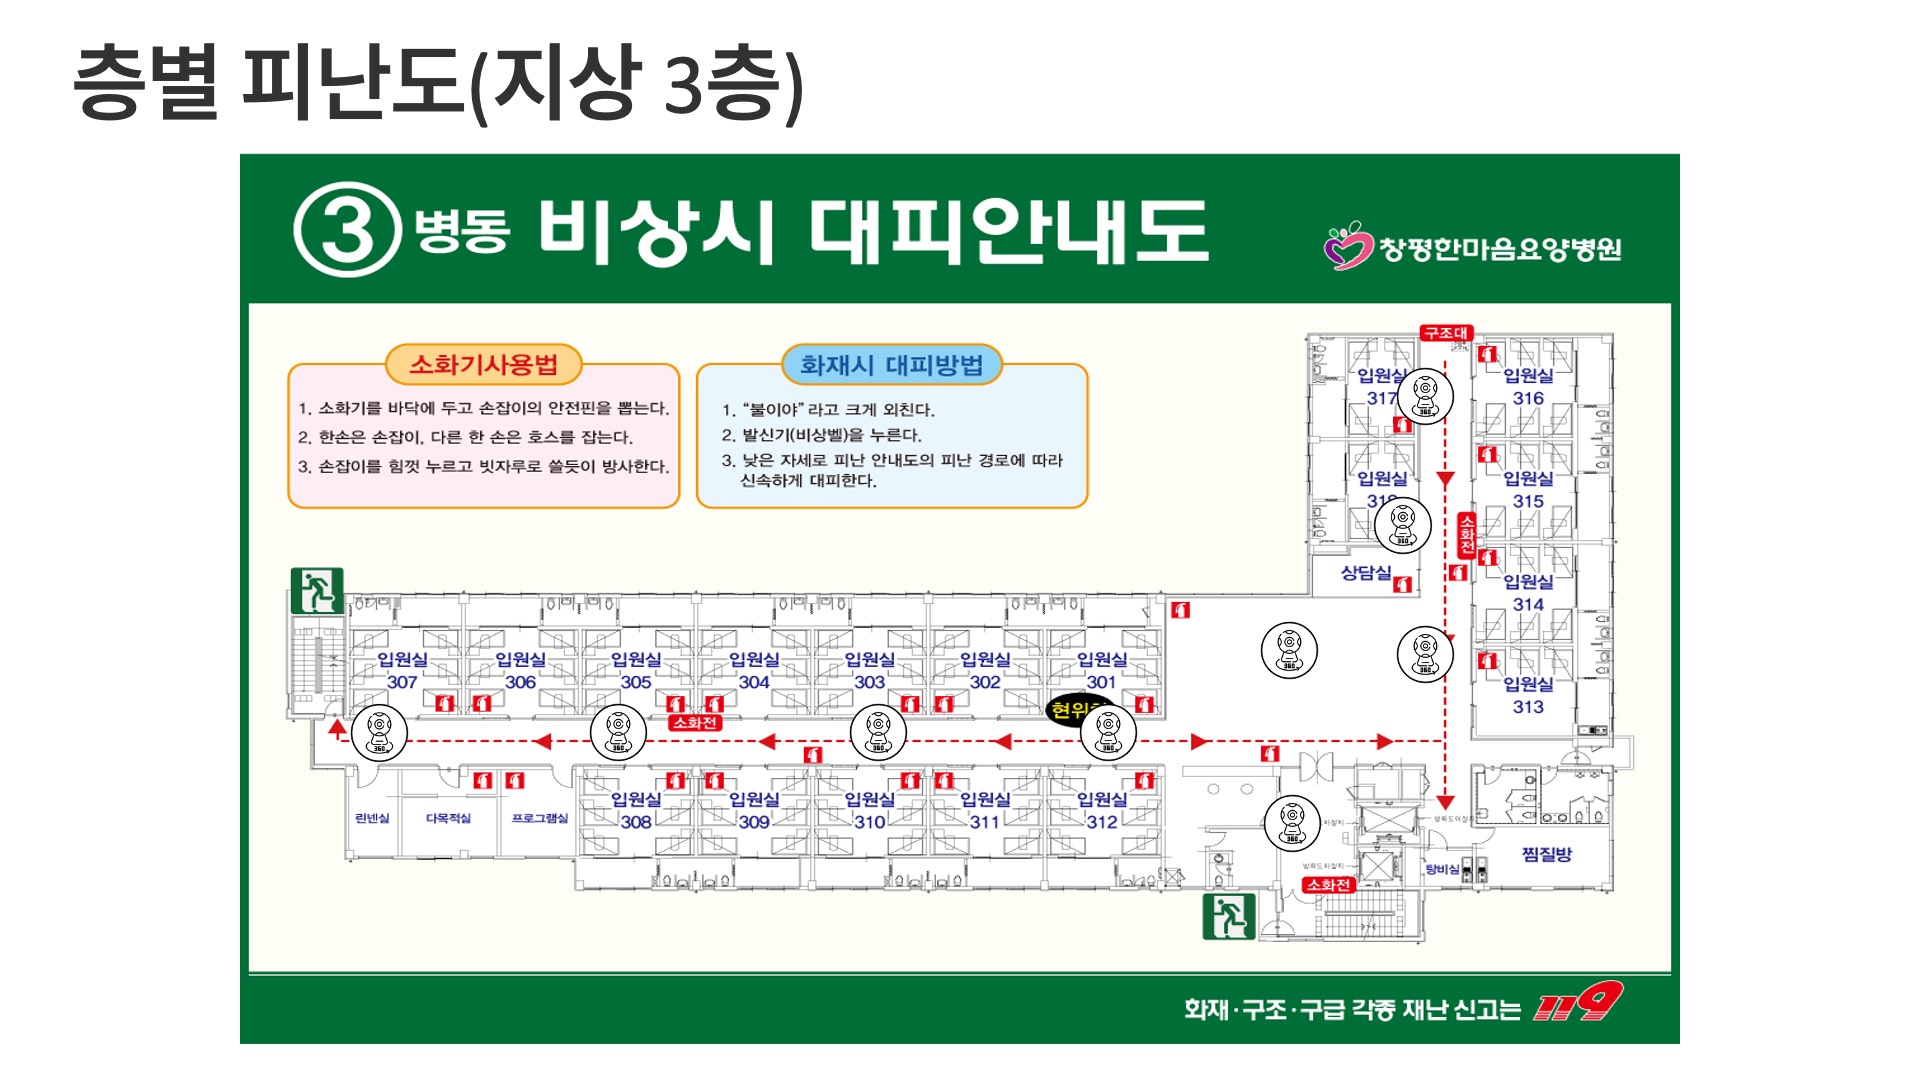 층별 피난도(지상 3층)
③ 병동 비상시 대피안내도
창평한마음요양병원
소화기사용법
1. 소화기를 바닥에 두고 손잡이의 안전핀을 뽑는다.
2. 한손은 손잡이, 다른 한 손은 호스를 잡는다.
3. 손잡이를 힘껏 누르고 빗자루로 쓸듯이 방사한다.
화재시 대피방법
1. “불이야” 라고 크게 외친다.
2. 발신기(비상벨)을 누른다.
3. 낮은 자세로 피난 안내도의 피난 경로에 따라
신속하게 대피한다.
구조대
입원실
317
입원실
316
입원실
입원실
315
소화전
상담실
입원실
314
입원실
313
입원실
307
입원실
306
입원실
305
입원실
304
입원실
303
입원실
302
입원실
301
소화전
현위
린넨실
다목적실
프로그램실
입원실
308
입원실
309
입원실
310
입원실
311
입원실
312
탕비실
찜질방
소화전
360
360
360
360
360
360
360
360
360
화재·구조·구급 각종 재난 신고는 119